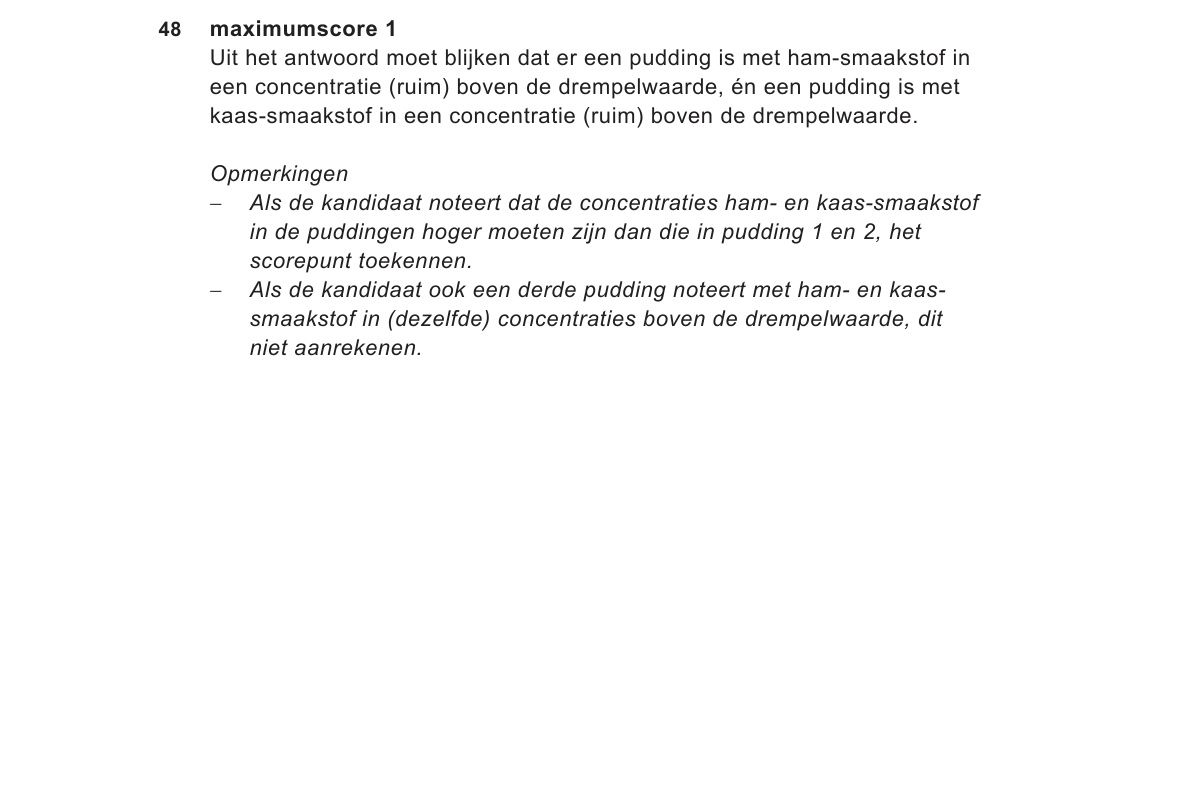 48 maximumscore 1
Uit het antwoord moet blijken dat er een pudding is met ham-smaakstof in
een concentratie (ruim) boven de drempelwaarde, én een pudding is met
kaas-smaakstof in een concentratie (ruim) boven de drempelwaarde.
Opmerkingen
– Als de kandidaat noteert dat de concentraties ham- en kaas-smaakstof
in de puddingen hoger moeten zijn dan die in pudding 1 en 2, het
scorepunt toekennen.
– Als de kandidaat ook een derde pudding noteert met ham- en kaas-
smaakstof in (dezelfde) concentraties boven de drempelwaarde, dit
niet aanrekenen.